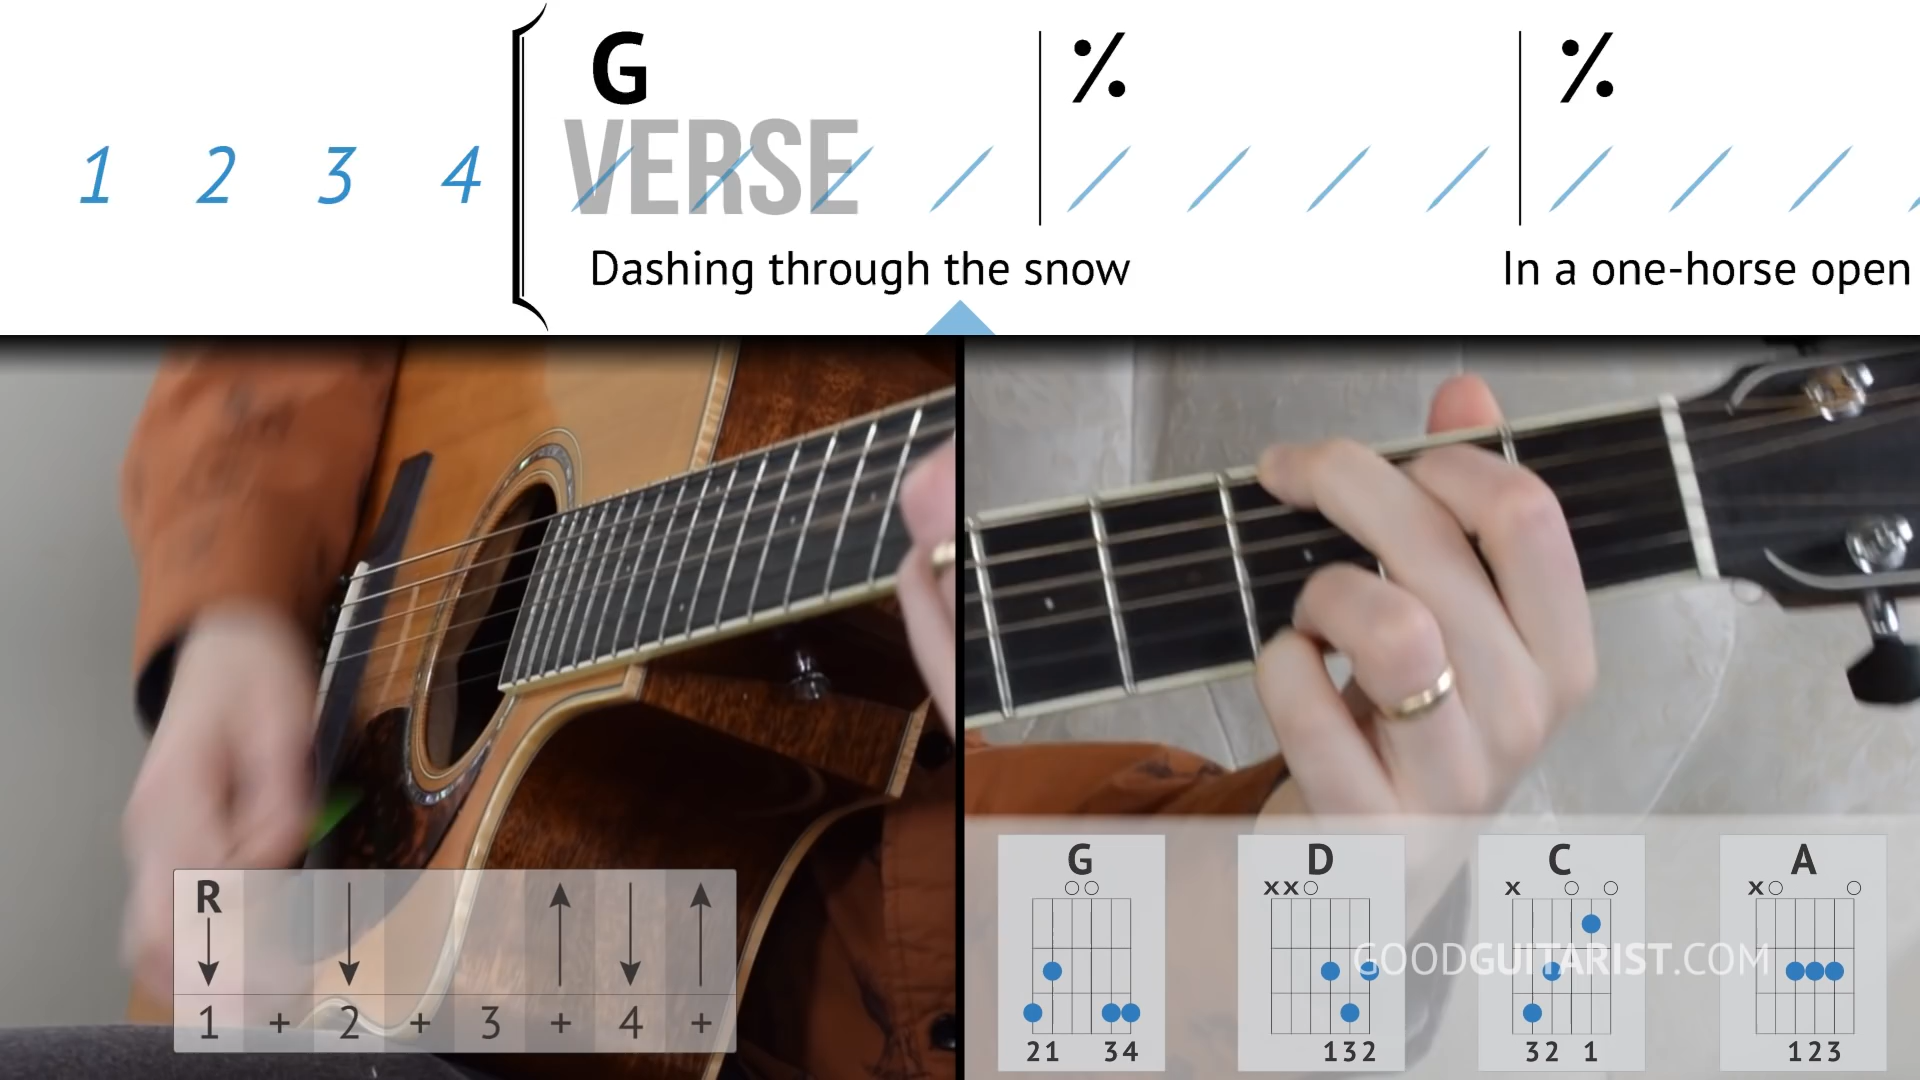 G
1 2 3 4
VERSE
Dashing through the snow
In a one-horse open
R
1 + 2 + 3 + 4 +
G
21 34
D
xx
132
C
x
32 1
A
x
123
GOODGUITARIST.COM